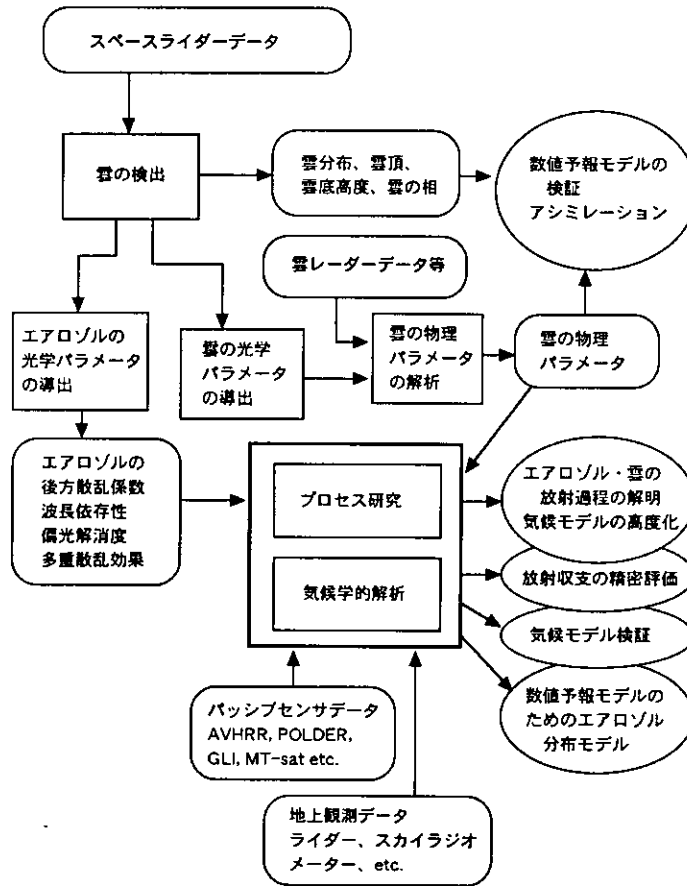 スペースライダーデータ
雲の検出
雲分布、雲頂、
雲底高度、雲の相
数値予報モデルの
検証
アシミレーション
雲レーダーデータ等
エアロゾルの
光学パラメータ
の導出
雲の光学
パラメータ
の導出
雲の物理
パラメータ
の解析
雲の物理
パラメータ
エアロゾルの
後方散乱係数
波長依存性
偏光解消度
多重散乱効果
プロセス研究
気候学的解析
エアロゾル・雲の
放射過程の解明
気候モデルの高度化
放射収支の精密評価
気候モデル検証
数値予報モデルの
ためのエアロゾル
分布モデル
パッシブセンサデータ
AVHRR, POLDER,
GLI, MT-sat etc.
地上観測データ
ライダー、スカイラジオ
メーター、etc.